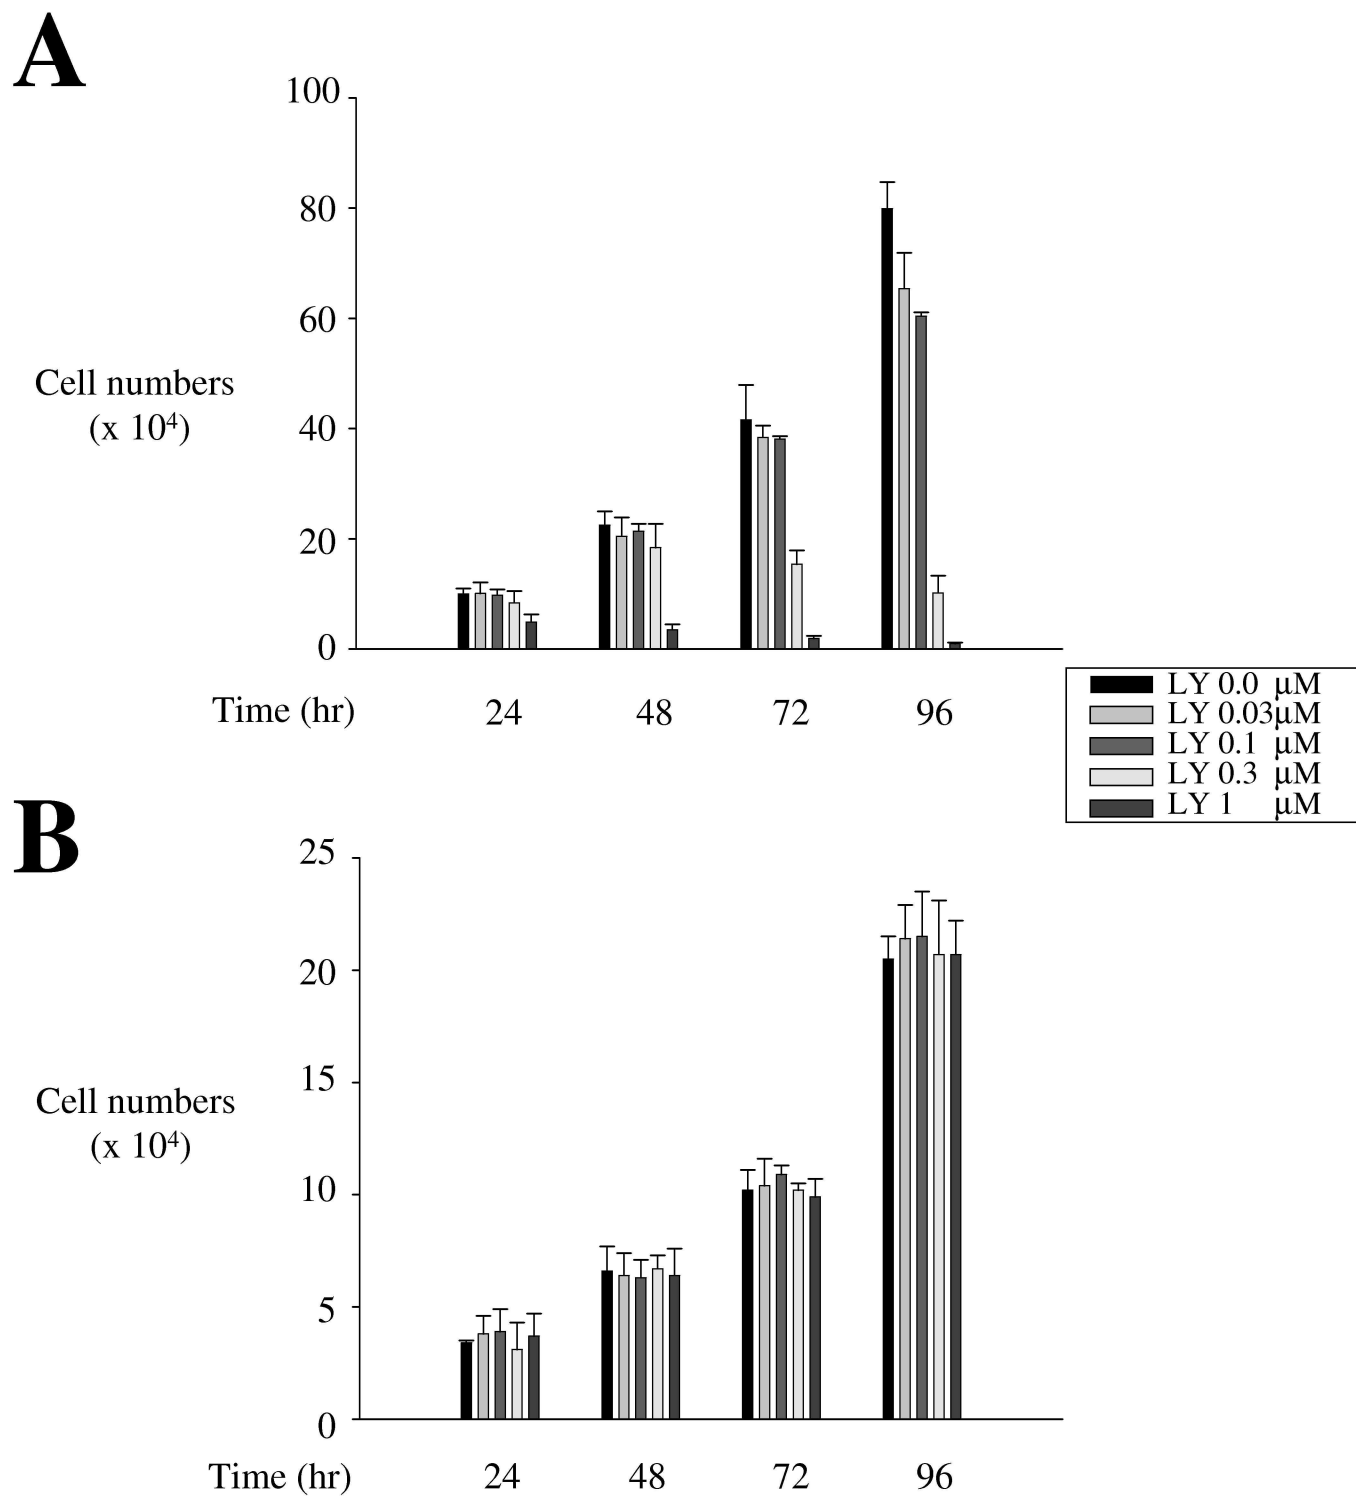 A
100
80
60
40
20
0
Cell numbers
(x 10⁴)
Time (hr) 24 48 72 96
LY 0.0 µM
LY 0.03µM
LY 0.1 µM
LY 0.3 µM
LY 1 µM
B
25
20
15
10
5
0
Cell numbers
(x 10⁴)
Time (hr) 24 48 72 96